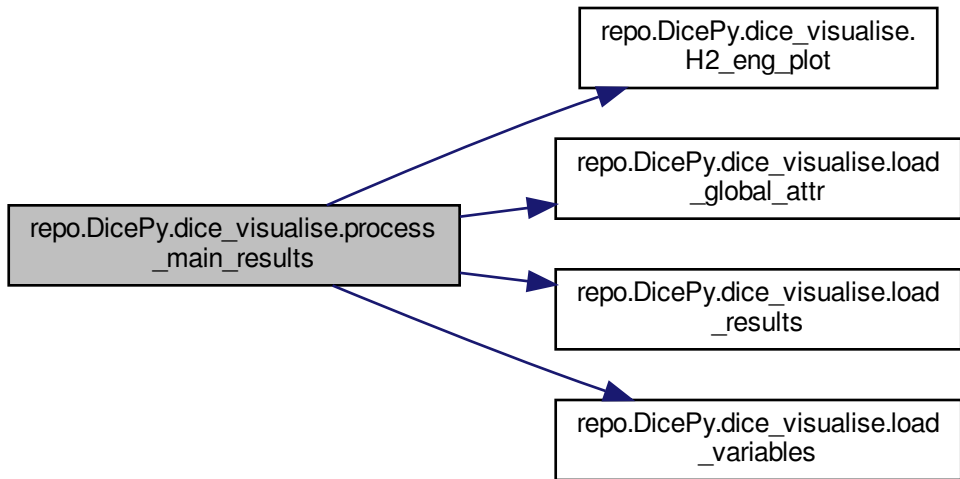 repo.DicePy.dice_visualise.
H2_eng_plot
repo.DicePy.dice_visualise.load
_global_attr
repo.DicePy.dice_visualise.process
_main_results
repo.DicePy.dice_visualise.load
_results
repo.DicePy.dice_visualise.load
_variables